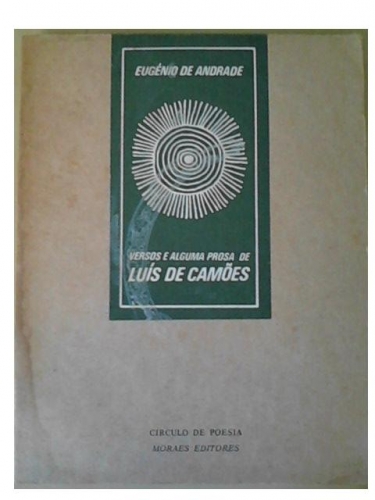 EUGÉNIO DE ANDRADE
VERSOS E ALGUMA PROSA DE
LUÍS DE CAMÕES
CIRCULO DE POESIA
MORAES EDITORES